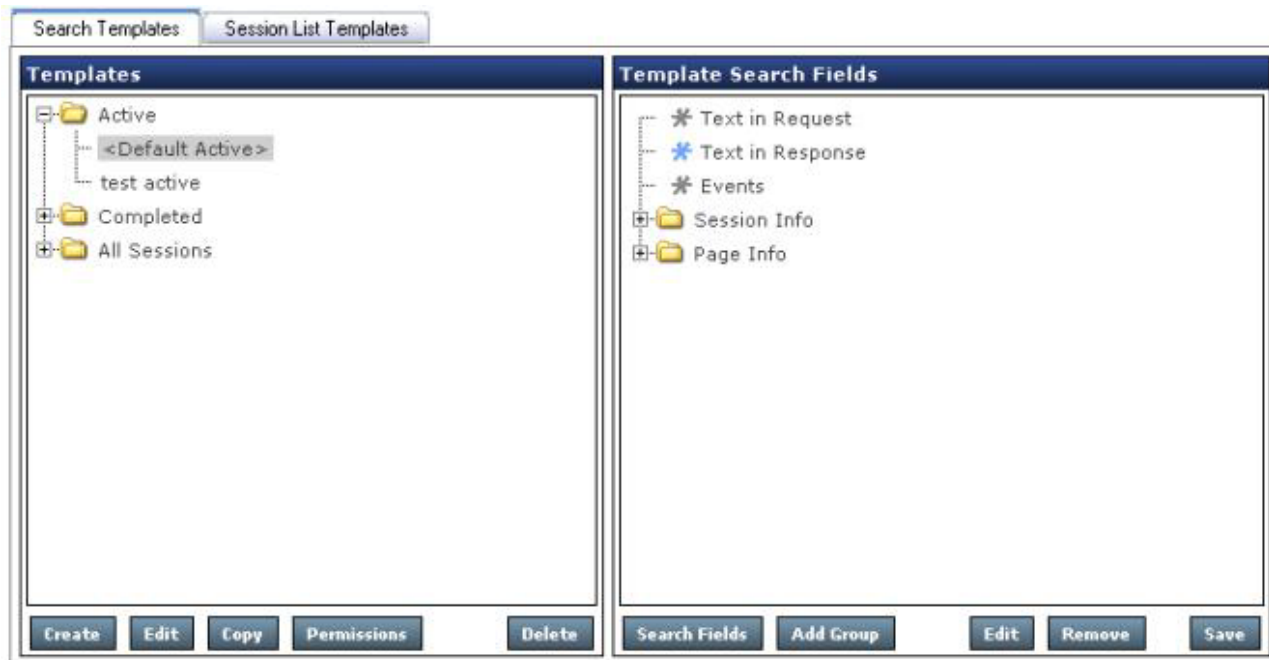 Search Templates
Session List Templates
Templates
Active
<Default Active>
test active
Completed
All Sessions
Create
Edit
Copy
Permissions
Delete
Template Search Fields
Text in Request
Text in Response
Events
Session Info
Page Info
Search Fields
Add Group
Edit
Remove
Save